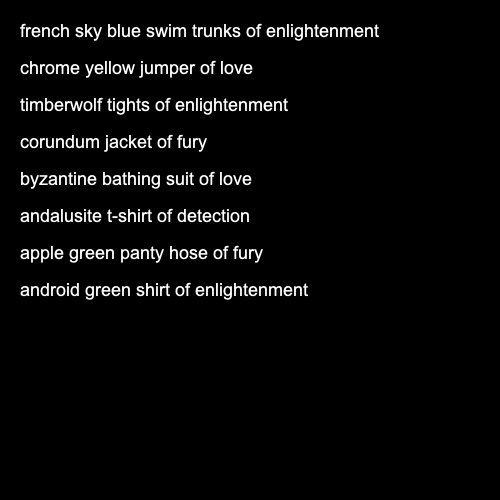 french sky blue swim trunks of enlightenment
chrome yellow jumper of love
timberwolf tights of enlightenment
corundum jacket of fury
byzantine bathing suit of love
andalusite t-shirt of detection
apple green panty hose of fury
android green shirt of enlightenment